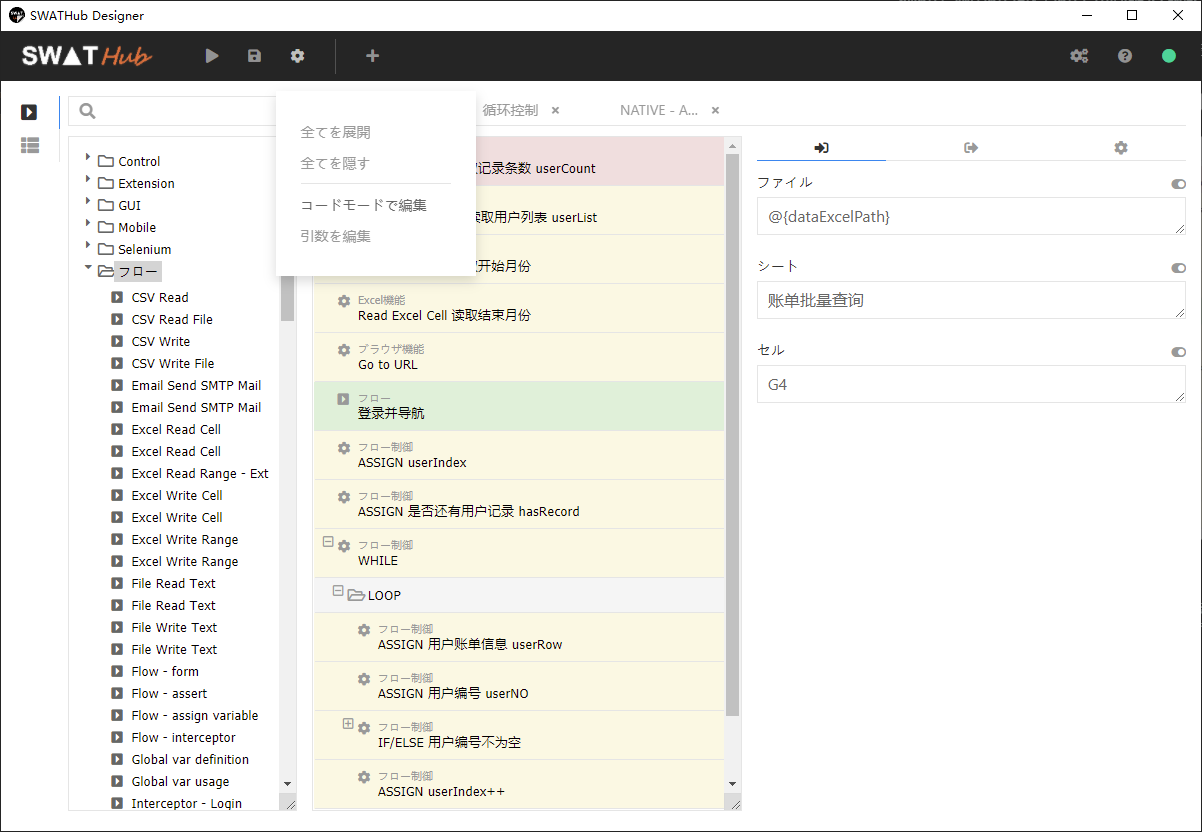 SWATHub Designer
SWATHub
循环控制
NATIVE - A...
全てを展開
全てを隠す
コードモードで編集
引数を編集
Control
Extension
GUI
Mobile
Selenium
フロー
CSV Read
CSV Read File
CSV Write
CSV Write File
Email Send SMTP Mail
Email Send SMTP Mail
Excel Read Cell
Excel Read Cell
Excel Read Range - Ext
Excel Write Cell
Excel Write Cell
Excel Write Range
Excel Write Range
File Read Text
File Read Text
File Write Text
File Write Text
Flow - form
Flow - assert
Flow - assign variable
Flow - interceptor
Global var definition
Global var usage
Interceptor - Login
记录条数 userCount
读取用户列表 userList
开始月份
Excel機能
Read Excel Cell 读取结束月份
ブラウザ機能
Go to URL
フロー
登录并导航
フロー制御
ASSIGN userIndex
フロー制御
ASSIGN 是否还有用户记录 hasRecord
フロー制御
WHILE
LOOP
フロー制御
ASSIGN 用户账单信息 userRow
フロー制御
ASSIGN 用户编号 userNO
フロー制御
IF/ELSE 用户编号不为空
フロー制御
ASSIGN userIndex++
ファイル
@{dataExcelPath}
シート
账单批量查询
セル
G4